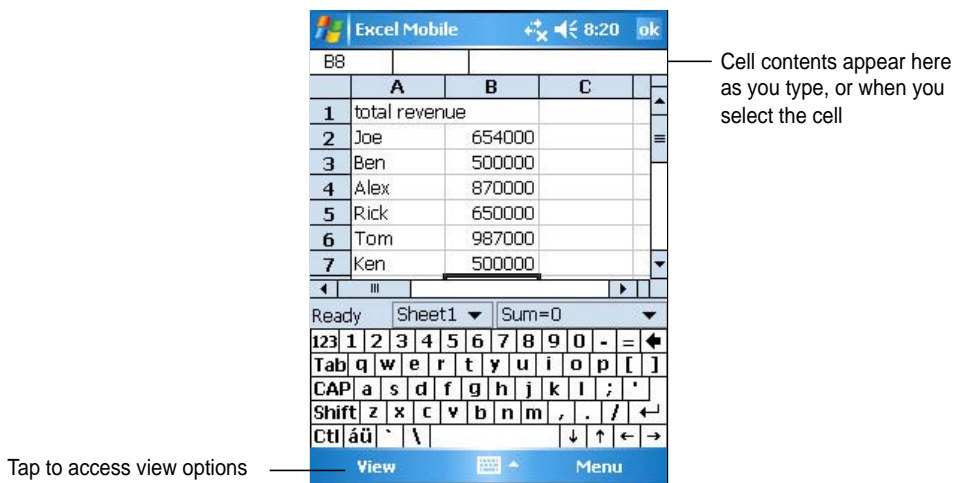 Excel Mobile 8:20 ok
B8
A B C
1 total revenue
2 Joe 654000
3 Ben 500000
4 Alex 870000
5 Rick 650000
6 Tom 987000
7 Ken 500000
Ready Sheet1 Sum=0
123 1 2 3 4 5 6 7 8 9 0 - =
Tab q w e r t y u i o p [ ]
CAP a s d f g h j k l ; '
Shift z x c v b n m , . /
Ctl áü ` \
View Menu
Cell contents appear here
as you type, or when you
select the cell
Tap to access view options